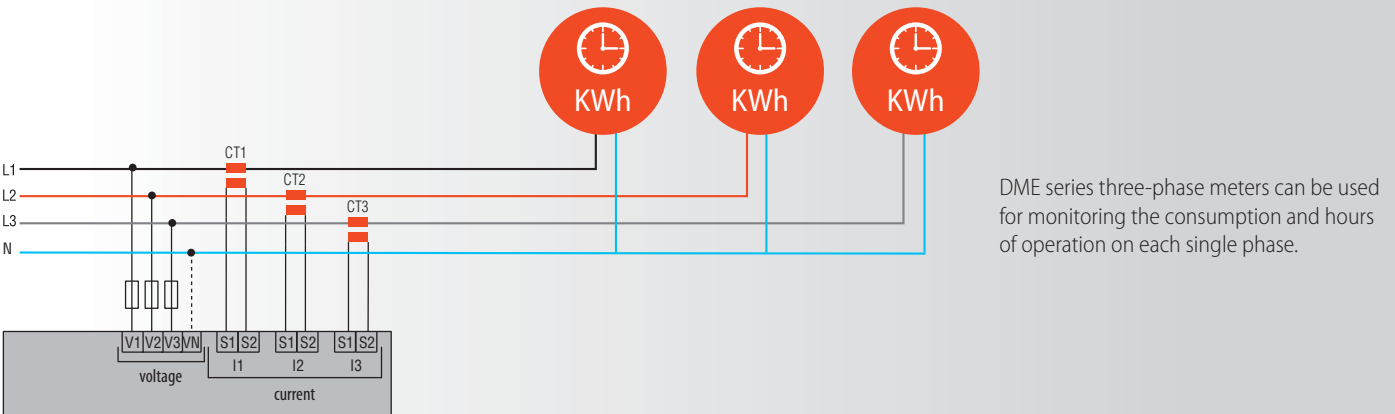 KWh KWh KWh
CT1
L1
CT2
L2
CT3
L3
N
DME series three-phase meters can be used
for monitoring the consumption and hours
of operation on each single phase.
V1 V2 V3 VN S1 S2 S1 S2 S1 S2
I1 I2 I3
voltage
current